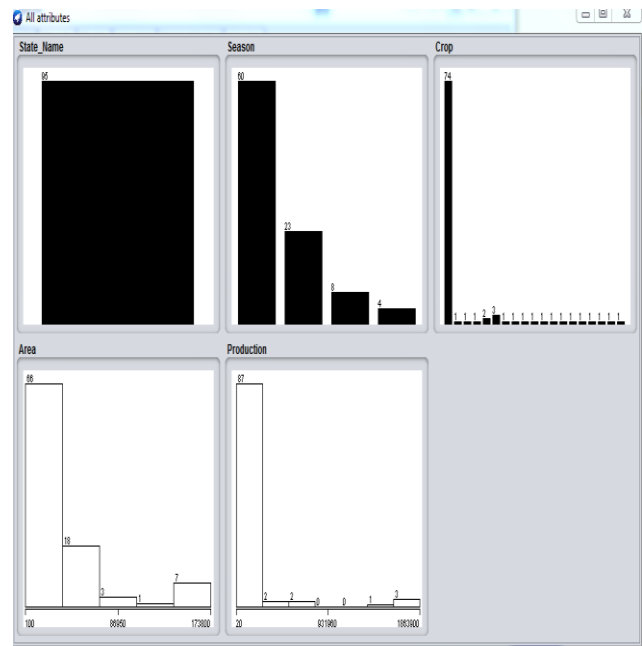 All attributes
State_Name
95
Season
60
23
8
4
Crop
74
1 1 1 2 3 1 1 1 1 1 1 1 1 1 1 1 1 1
Area
66
18
3
1
7
100 86950 173800
Production
87
2 2 0 0 1 3
20 931960 1863900